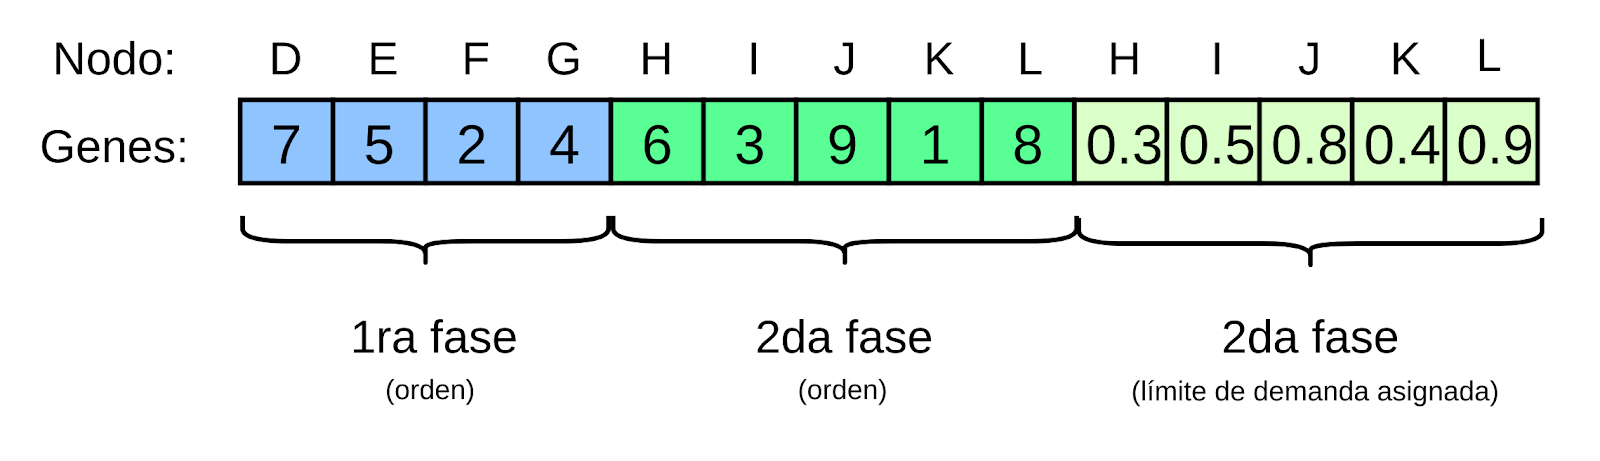 Nodo: D E F G H I J K L H I J K L
Genes: 7 5 2 4 6 3 9 1 8 0.3 0.5 0.8 0.4 0.9
1ra fase 2da fase 2da fase
(orden) (orden) (límite de demanda asignada)